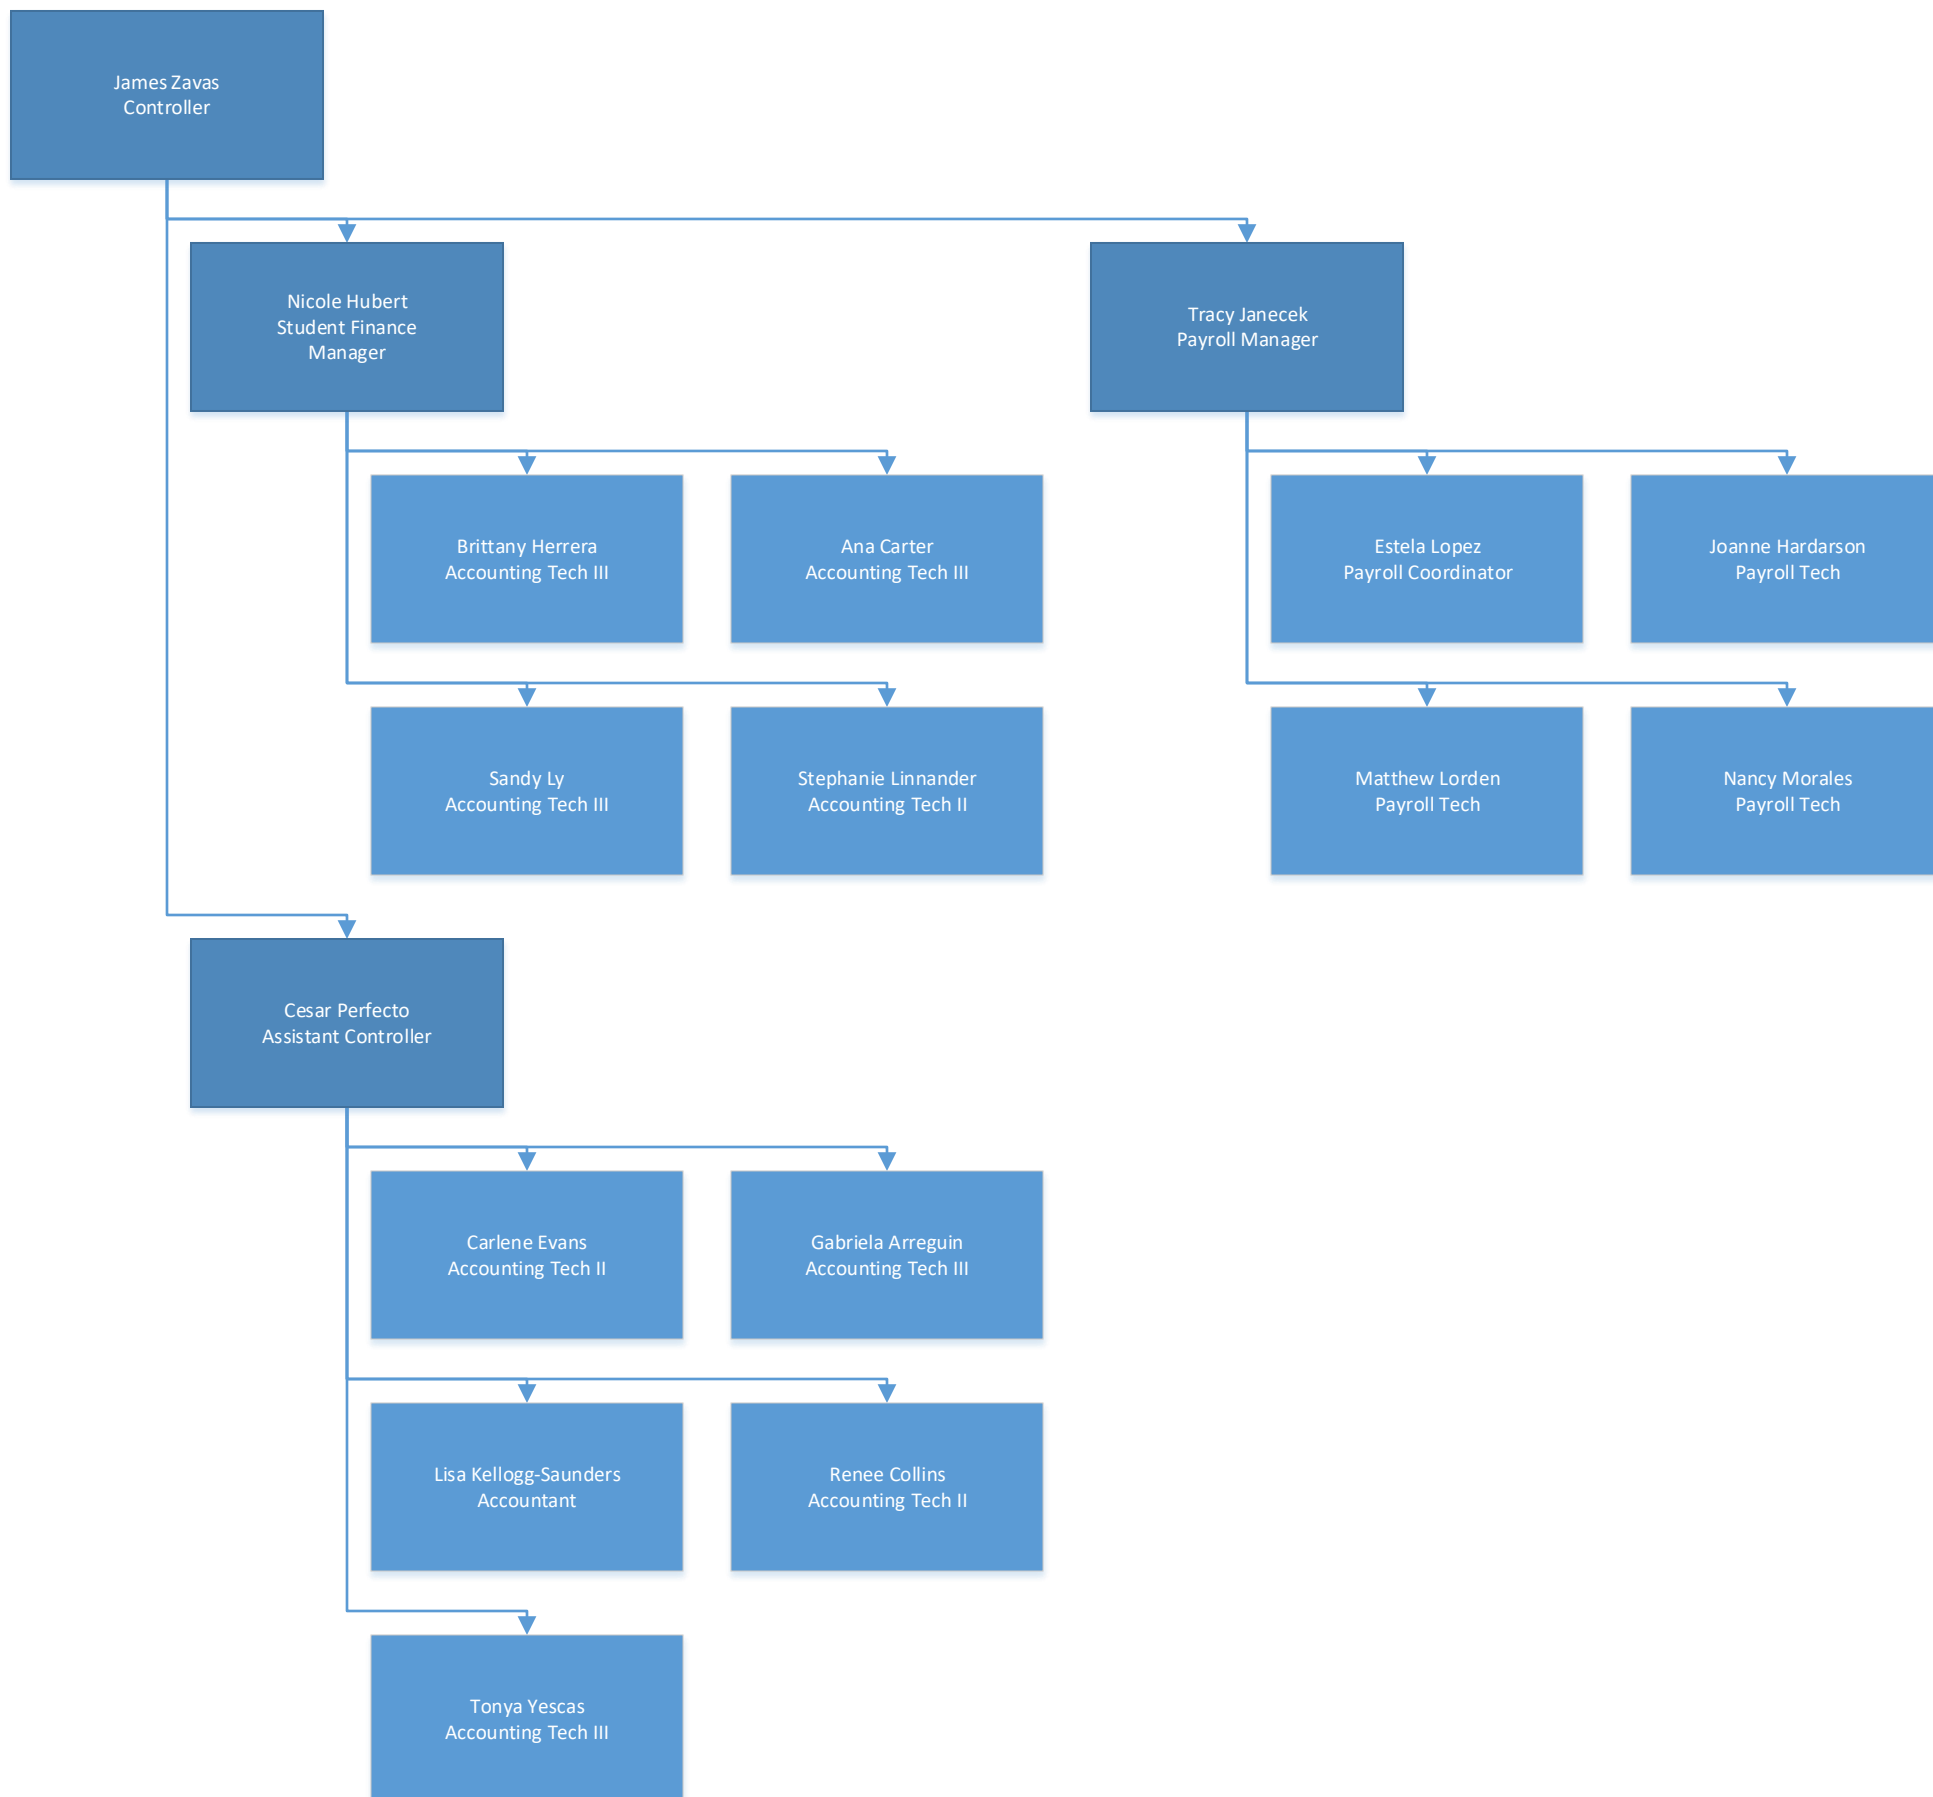 James Zavas
Controller
Nicole Hubert
Student Finance
Manager
Tracy Janecek
Payroll Manager
Brittany Herrera
Accounting Tech III
Ana Carter
Accounting Tech III
Estela Lopez
Payroll Coordinator
Joanne Hardarson
Payroll Tech
Sandy Ly
Accounting Tech III
Stephanie Linnander
Accounting Tech II
Matthew Lorden
Payroll Tech
Nancy Morales
Payroll Tech
Cesar Perfecto
Assistant Controller
Carlene Evans
Accounting Tech II
Gabriela Arreguin
Accounting Tech III
Lisa Kellogg-Saunders
Accountant
Renee Collins
Accounting Tech II
Tonya Yescas
Accounting Tech III